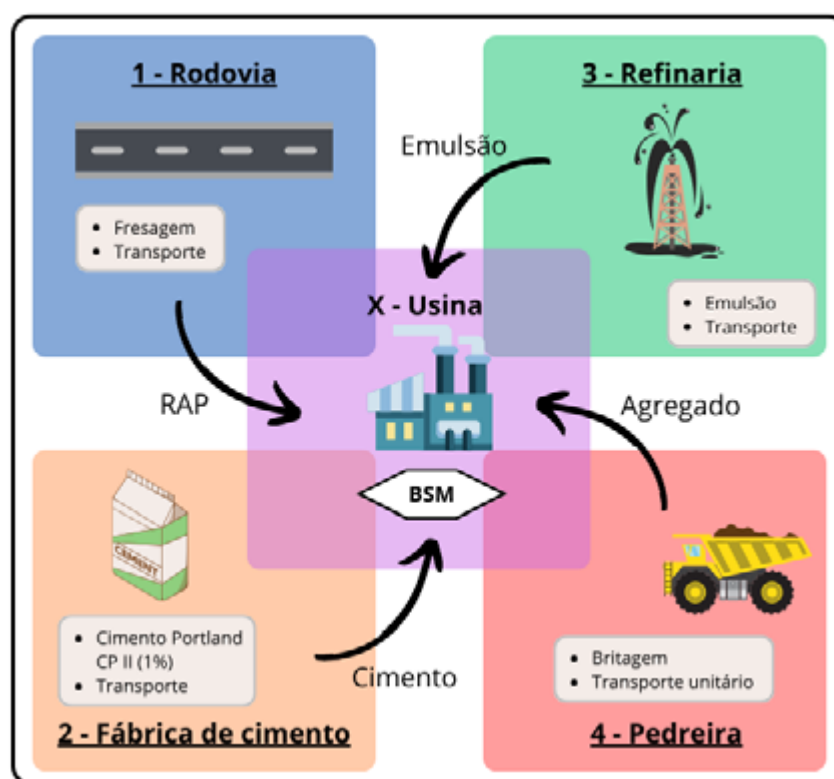 1 - Rodovia
• Fresagem
• Transporte
RAP
3 - Refinaria
Emulsão
• Emulsão
• Transporte
X - Usina
BSM
Agregado
CEMENT
• Cimento Portland
CP II (1%)
• Transporte
Cimento
2 - Fábrica de cimento
• Britagem
• Transporte unitário
4 - Pedreira